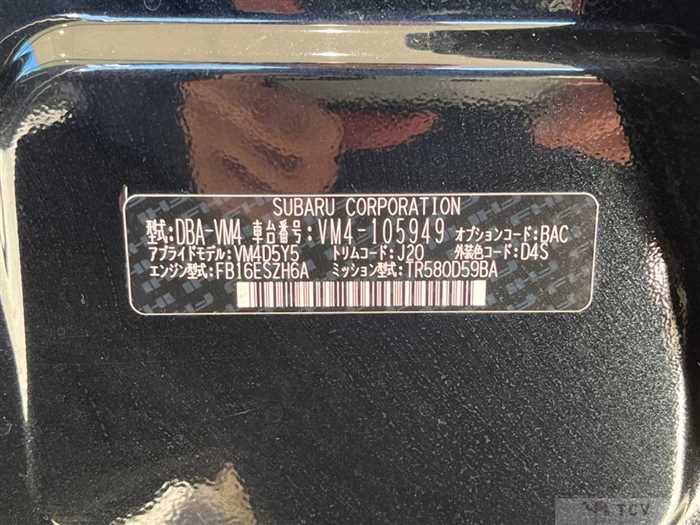 SUBARU CORPORATION
型式:DBA-VM4 車台番号:VM4-105949 オプションコード:BAC
アプライドモデル:VM4D5Y5 トリムコード:J20 外装色コード:D4S
エンジン型式:FB16ESZH6A ミッション型式:TR580D59BA
TCV